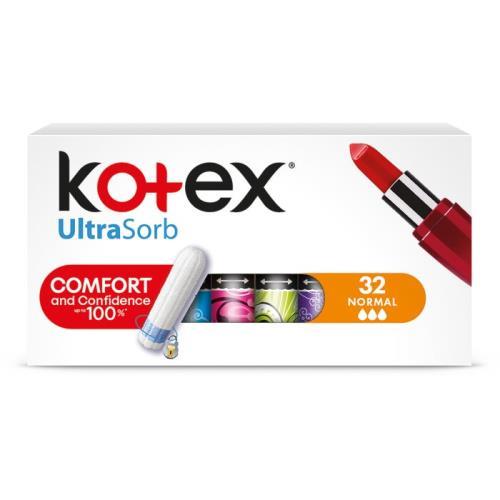 kotex®
UltraSorb
COMFORT
and Confidence
up to 100%*
32
NORMAL